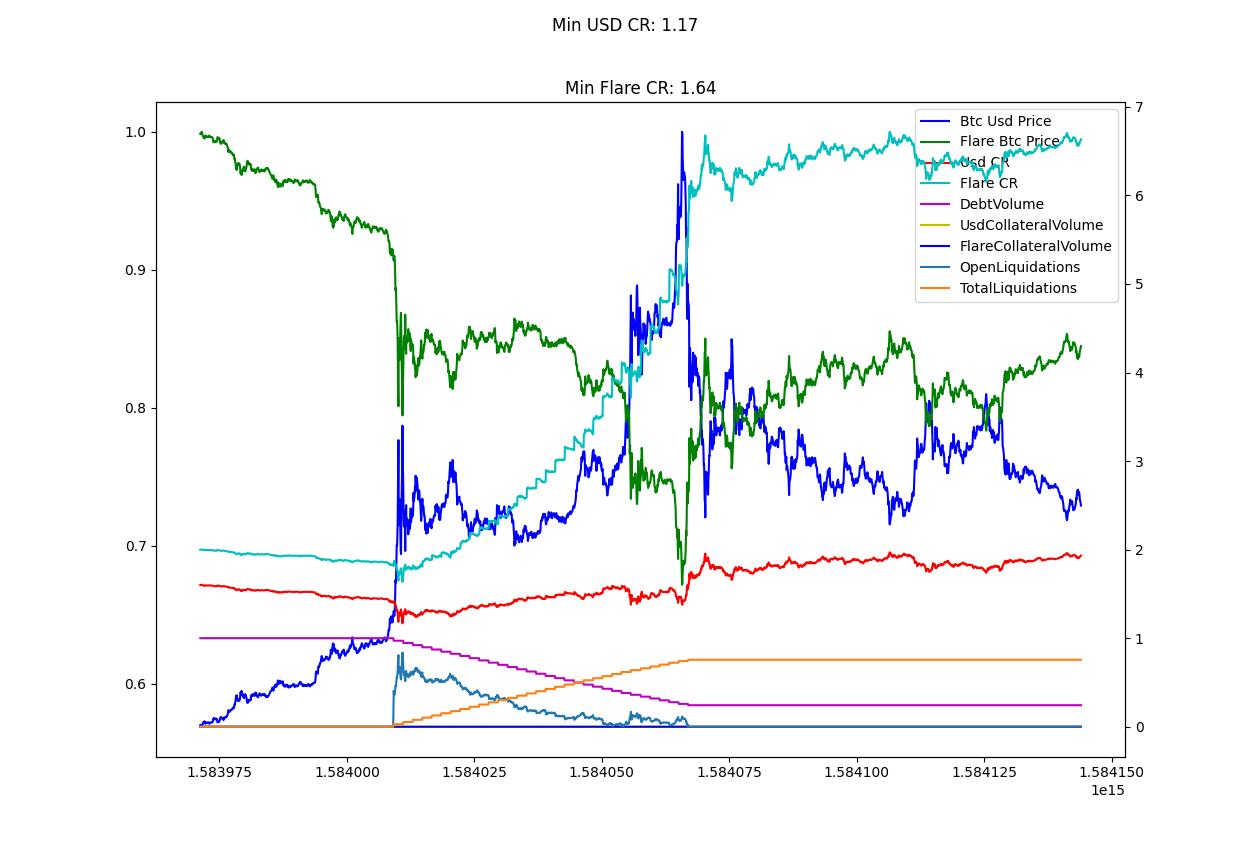 Min USD CR: 1.17
Min Flare CR: 1.64
Btc Usd Price
Flare Btc Price
Usd CR
Flare CR
DebtVolume
UsdCollateralVolume
FlareCollateralVolume
OpenLiquidations
TotalLiquidations
1.0
0.9
0.8
0.7
0.6
7
6
5
4
3
2
1
0
1.583975
1.584000
1.584025
1.584050
1.584075
1.584100
1.584125
1.584150
1e15